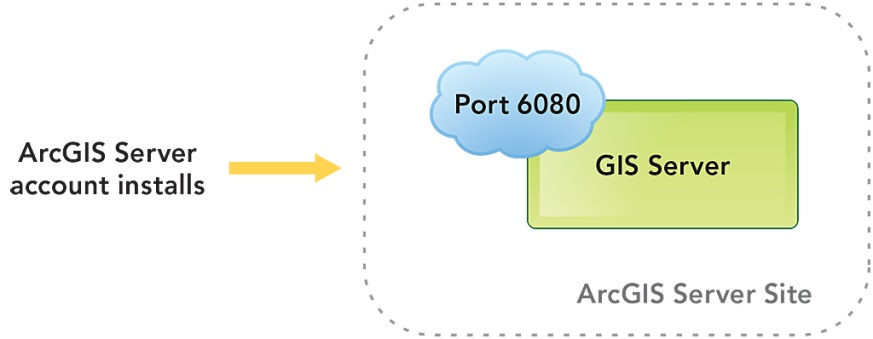 ArcGIS Server
account installs
Port 6080
GIS Server
ArcGIS Server Site